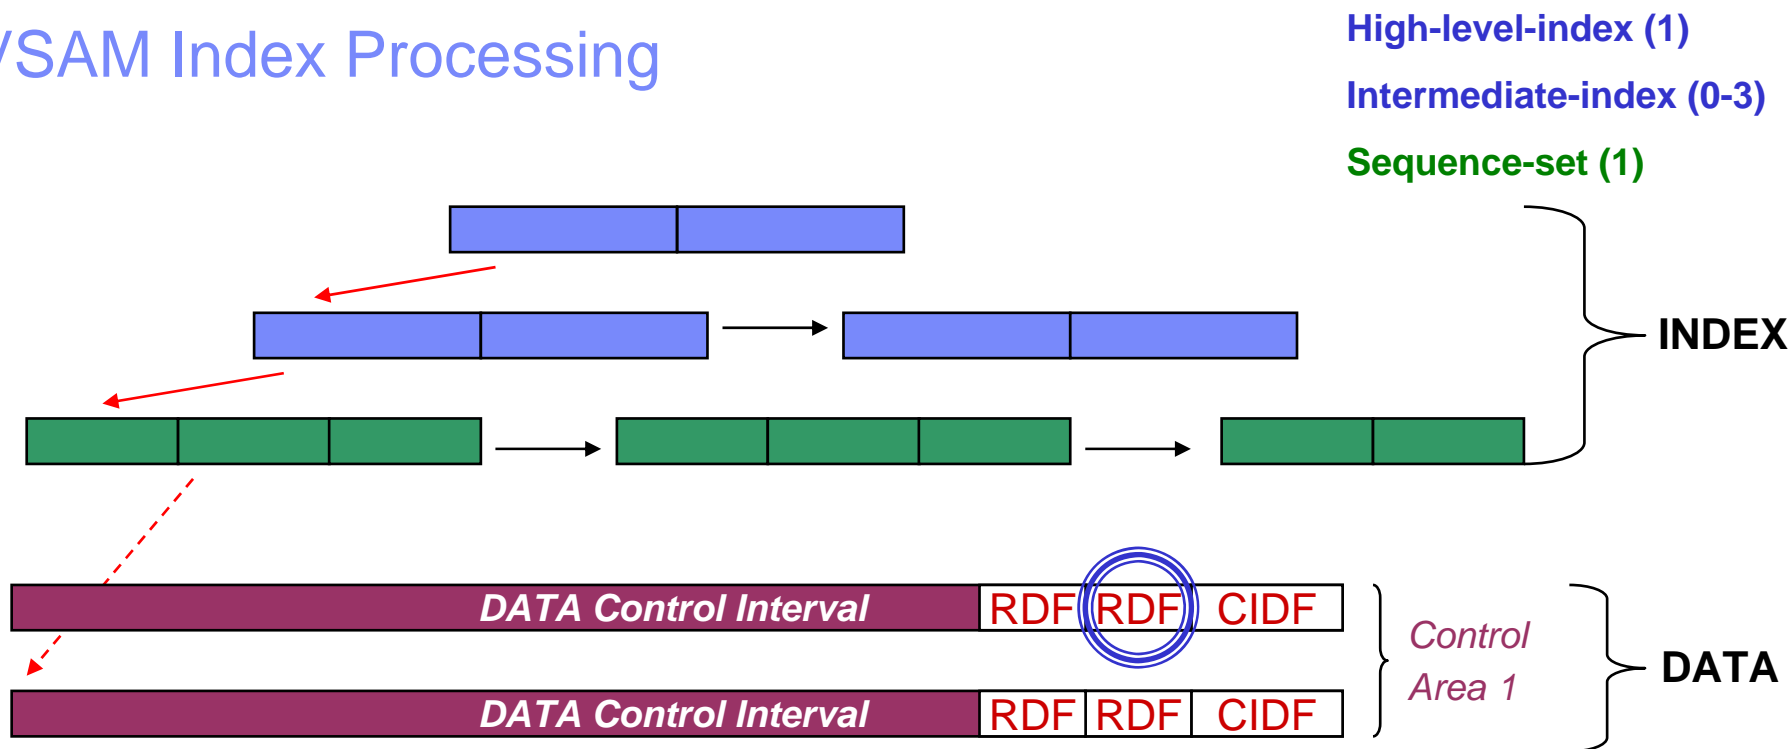 VSAM Index Processing
High-level-index (1)
Intermediate-index (0-3)
Sequence-set (1)
INDEX
DATA Control Interval RDF RDF CIDF
Control
Area 1
DATA
DATA Control Interval RDF RDF CIDF